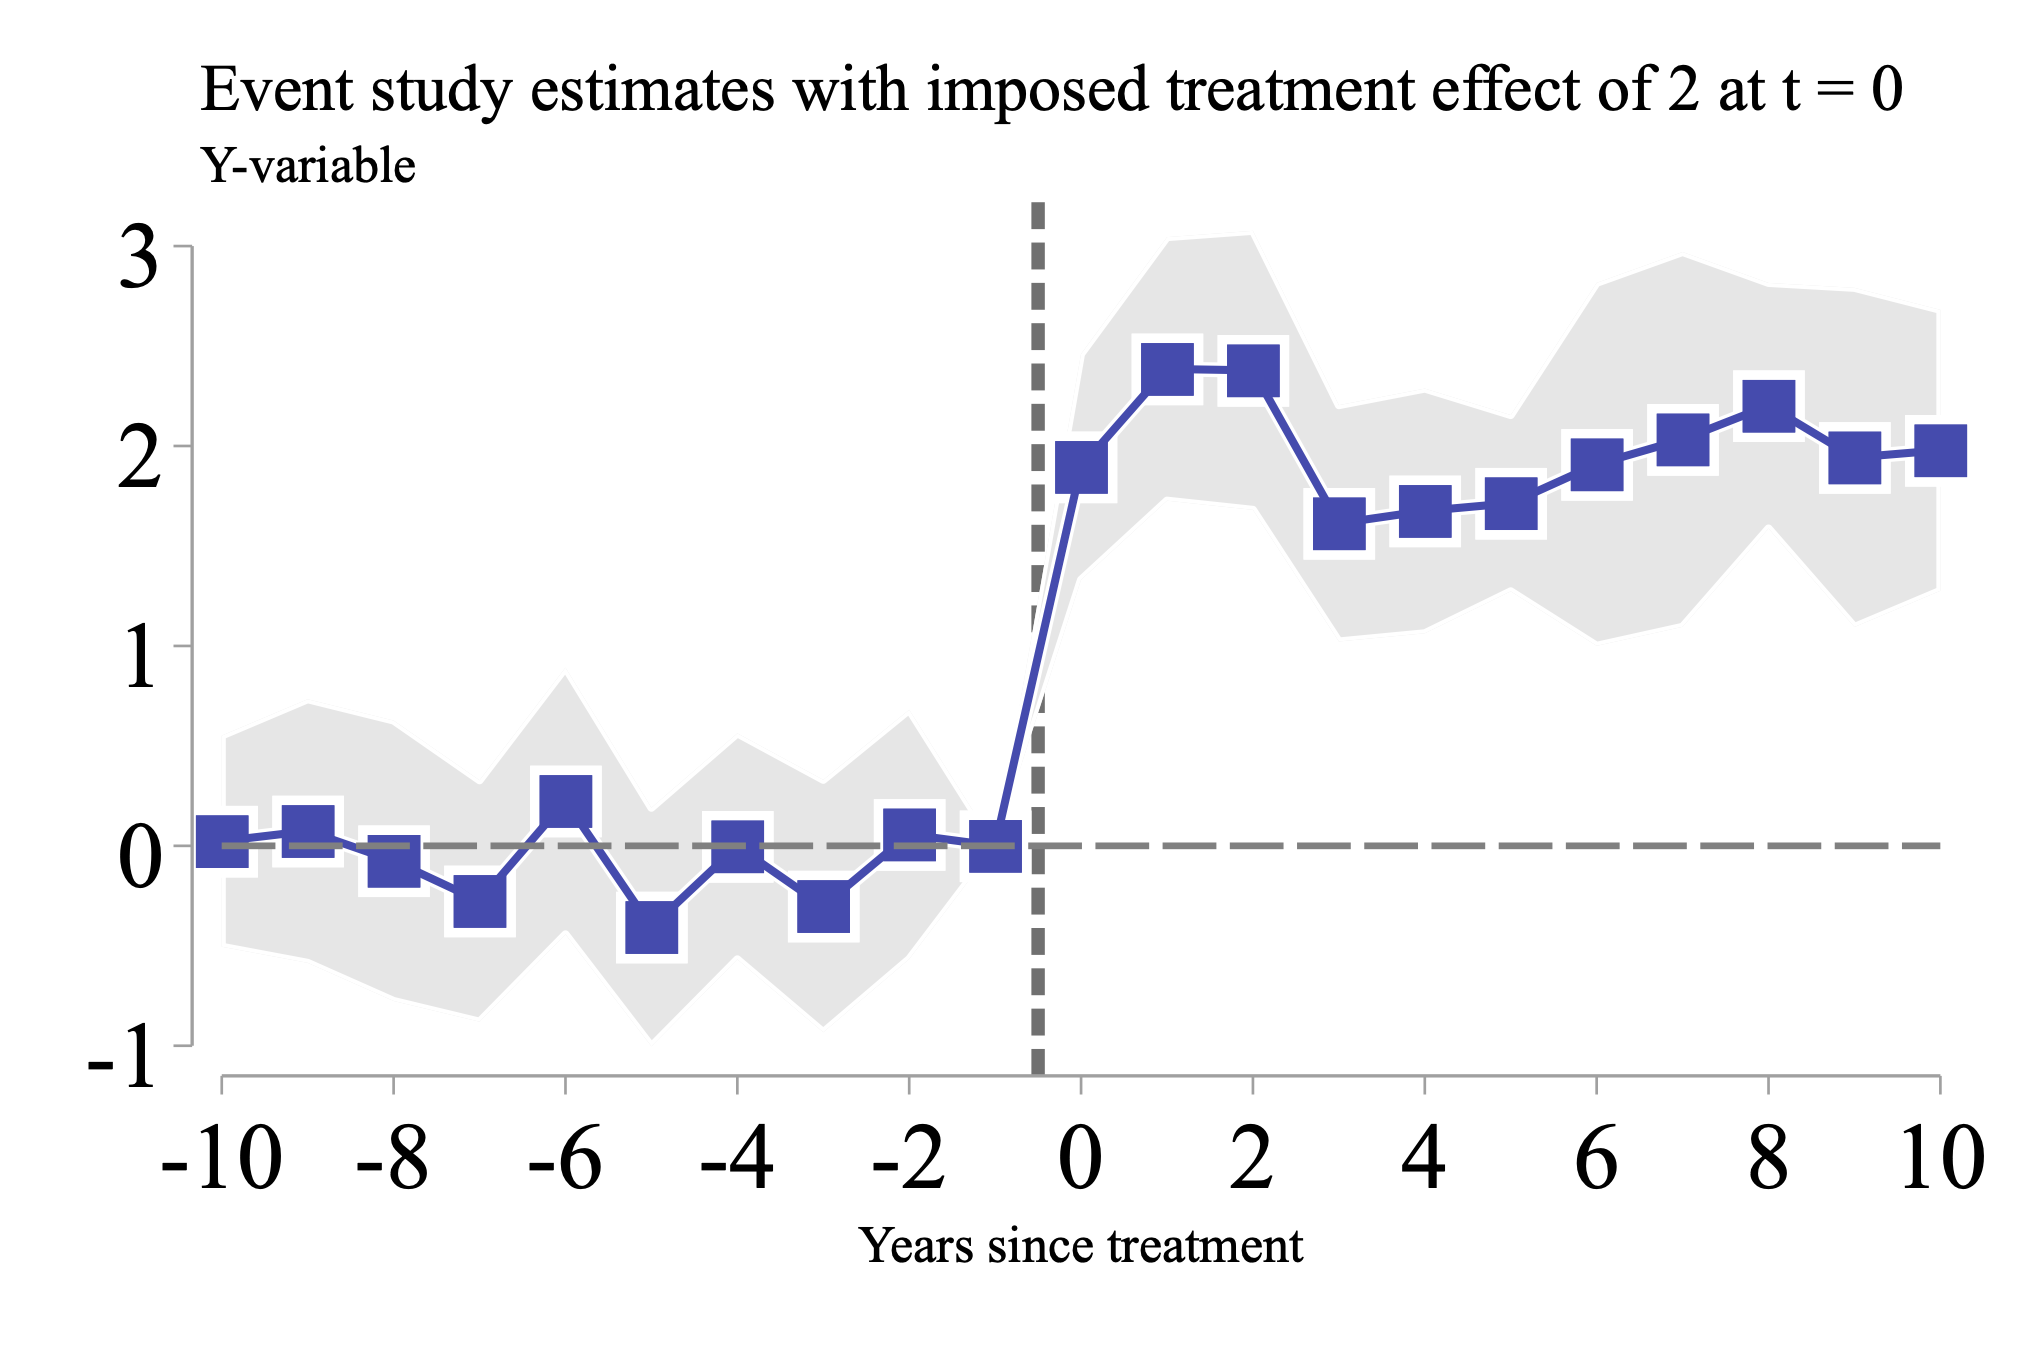 Event study estimates with imposed treatment effect of 2 at t = 0
Y-variable
3
2
1
0
-1
-10 -8 -6 -4 -2 0 2 4 6 8 10
Years since treatment